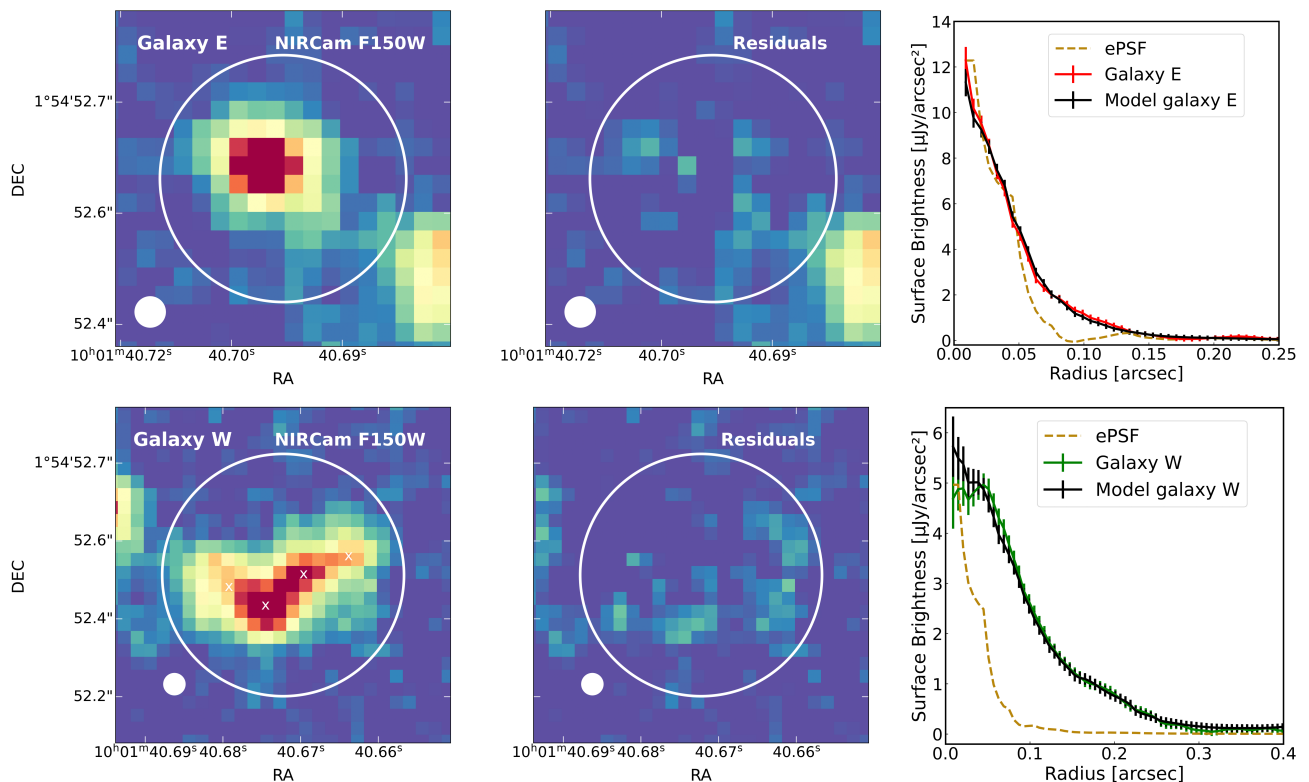 Galaxy E NIRCam F150W
Residuals
DEC
1°54'52.7"
52.6"
52.4"
10ʰ01ᵐ40.72ˢ 40.70ˢ 40.69ˢ
RA
10ʰ01ᵐ40.72ˢ 40.70ˢ 40.69ˢ
RA
Surface Brightness [μJy/arcsec²]
14
12
10
8
6
4
2
0
ePSF
Galaxy E
Model galaxy E
0.00 0.05 0.10 0.15 0.20 0.25
Radius [arcsec]
Galaxy W NIRCam F150W
Residuals
DEC
1°54'52.7"
52.6"
52.4"
52.2"
x
x
x
x
10ʰ01ᵐ40.69ˢ 40.68ˢ 40.67ˢ 40.66ˢ
RA
10ʰ01ᵐ40.69ˢ 40.68ˢ 40.67ˢ 40.66ˢ
RA
Surface Brightness [μJy/arcsec²]
6
5
4
3
2
1
0
ePSF
Galaxy W
Model galaxy W
0.0 0.1 0.2 0.3 0.4
Radius [arcsec]